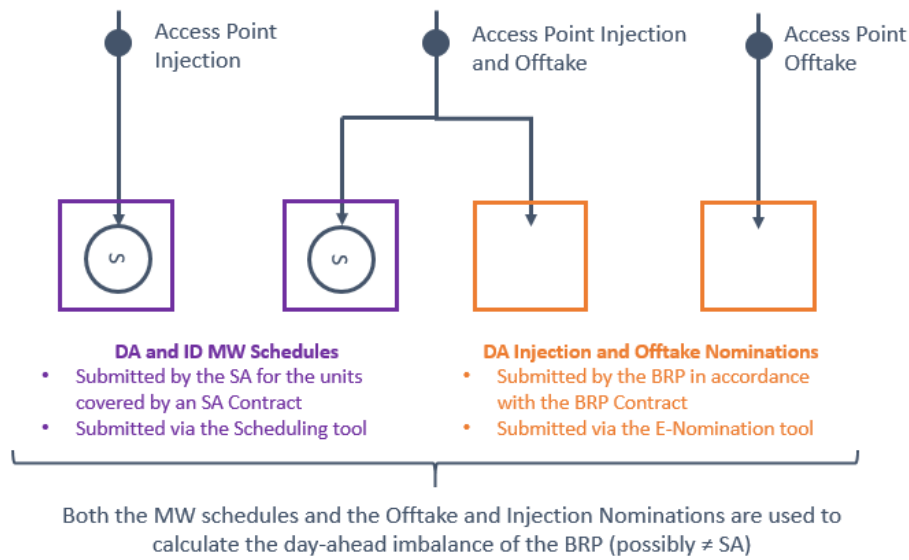 Access Point
Injection
Access Point Injection
and Offtake
Access Point
Offtake
S
S
DA and ID MW Schedules
• Submitted by the SA for the units
covered by an SA Contract
• Submitted via the Scheduling tool
DA Injection and Offtake Nominations
• Submitted by the BRP in accordance
with the BRP Contract
• Submitted via the E-Nomination tool
Both the MW schedules and the Offtake and Injection Nominations are used to
calculate the day-ahead imbalance of the BRP (possibly ≠ SA)